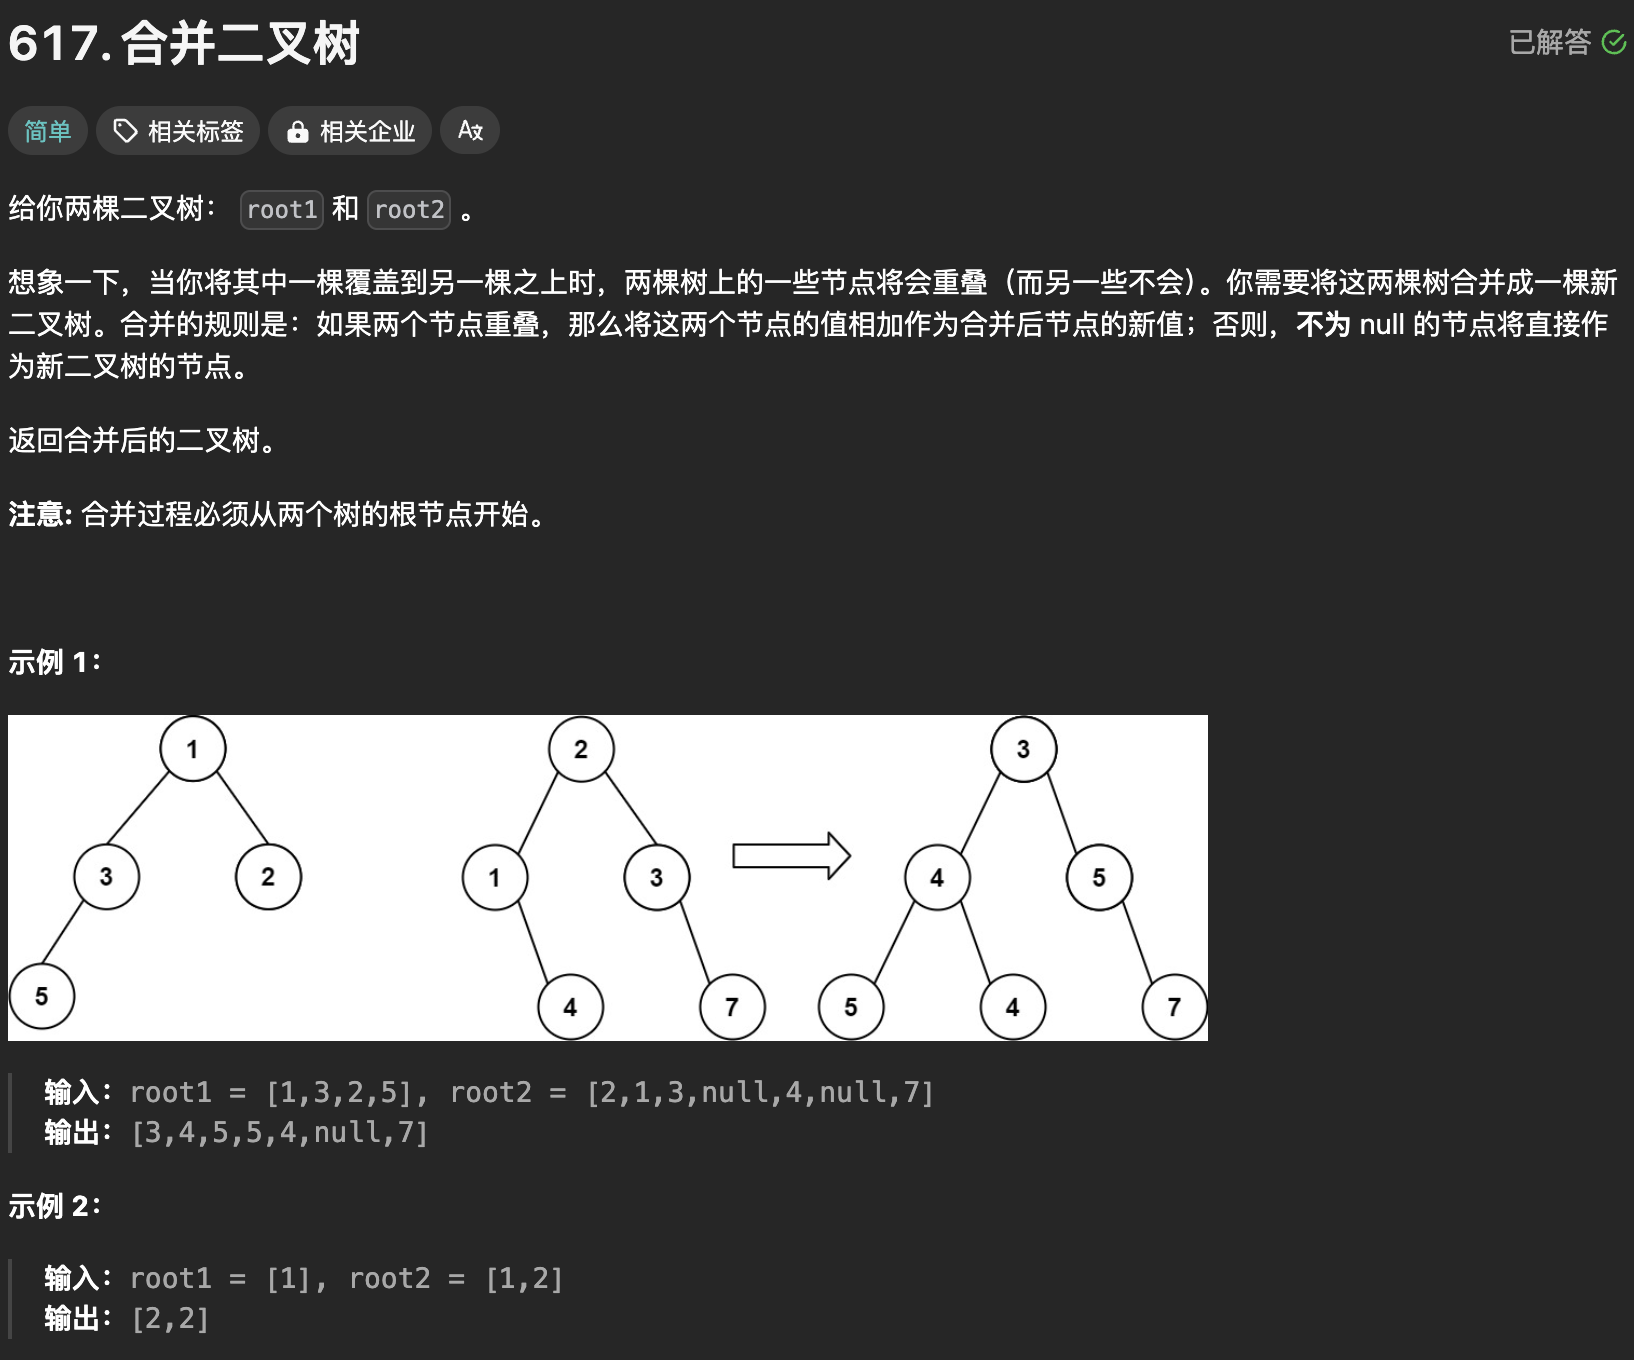 617. 合并二叉树
已解答
简单
相关标签
相关企业
给你两棵二叉树： root1 和 root2 。
想象一下，当你将其中一棵覆盖到另一棵之上时，两棵树上的一些节点将会重叠（而另一些不会）。你需要将这两棵树合并成一棵新
二叉树。合并的规则是：如果两个节点重叠，那么将这两个节点的值相加作为合并后节点的新值；否则，不为 null 的节点将直接作
为新二叉树的节点。
返回合并后的二叉树。
注意: 合并过程必须从两个树的根节点开始。
示例 1：
1 2 3
3 2 1 3 4 5
5 4 7 5 4 7
输入：root1 = [1,3,2,5], root2 = [2,1,3,null,4,null,7]
输出：[3,4,5,5,4,null,7]
示例 2：
输入：root1 = [1], root2 = [1,2]
输出：[2,2]